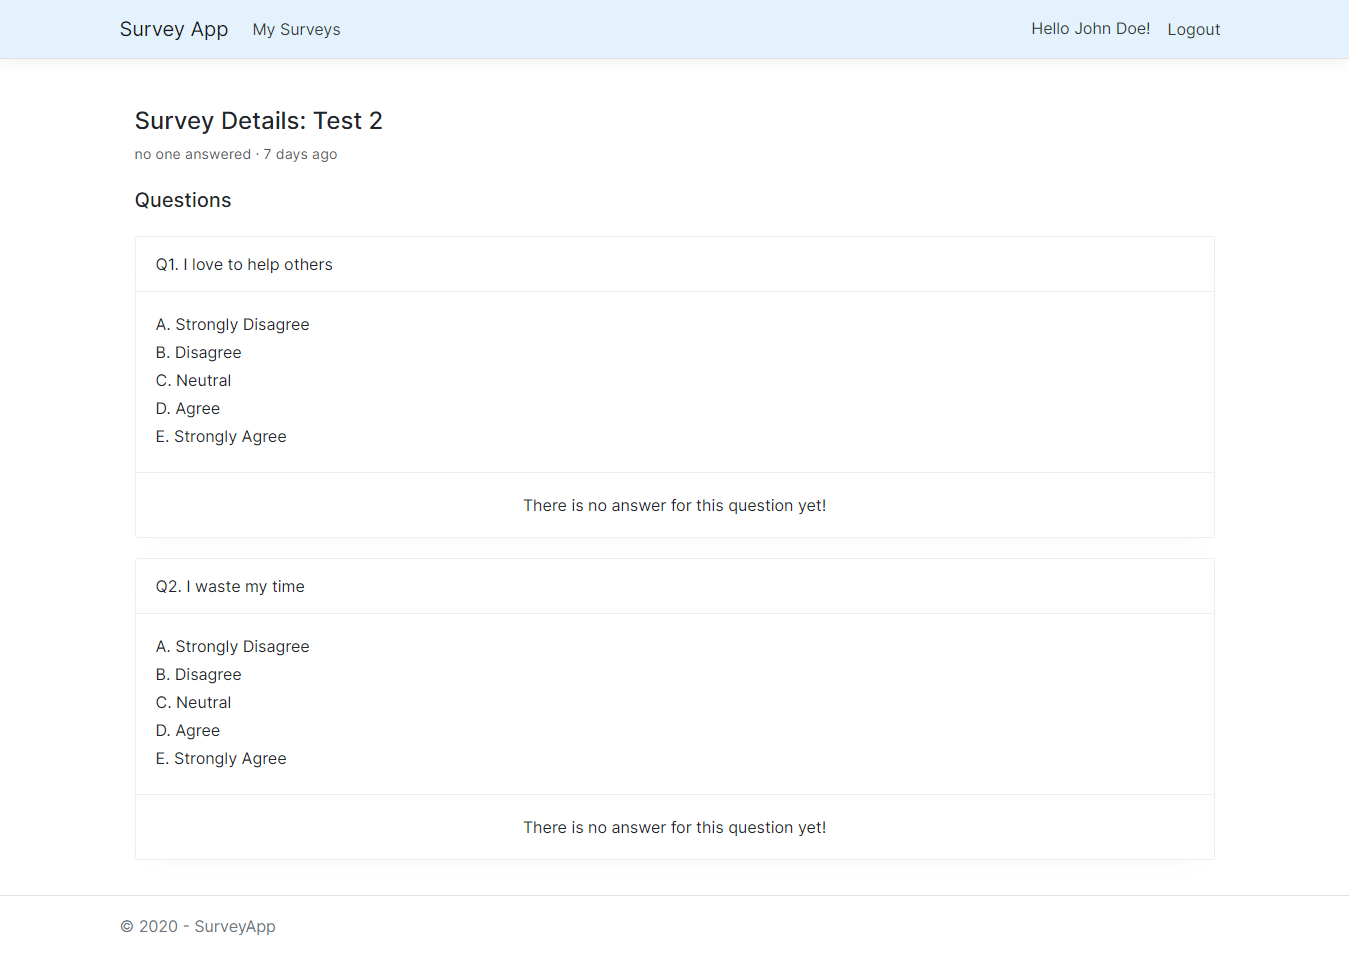 Survey App My Surveys Hello John Doe! Logout
Survey Details: Test 2
no one answered · 7 days ago
Questions
Q1. I love to help others
A. Strongly Disagree
B. Disagree
C. Neutral
D. Agree
E. Strongly Agree
There is no answer for this question yet!
Q2. I waste my time
A. Strongly Disagree
B. Disagree
C. Neutral
D. Agree
E. Strongly Agree
There is no answer for this question yet!
© 2020 - SurveyApp